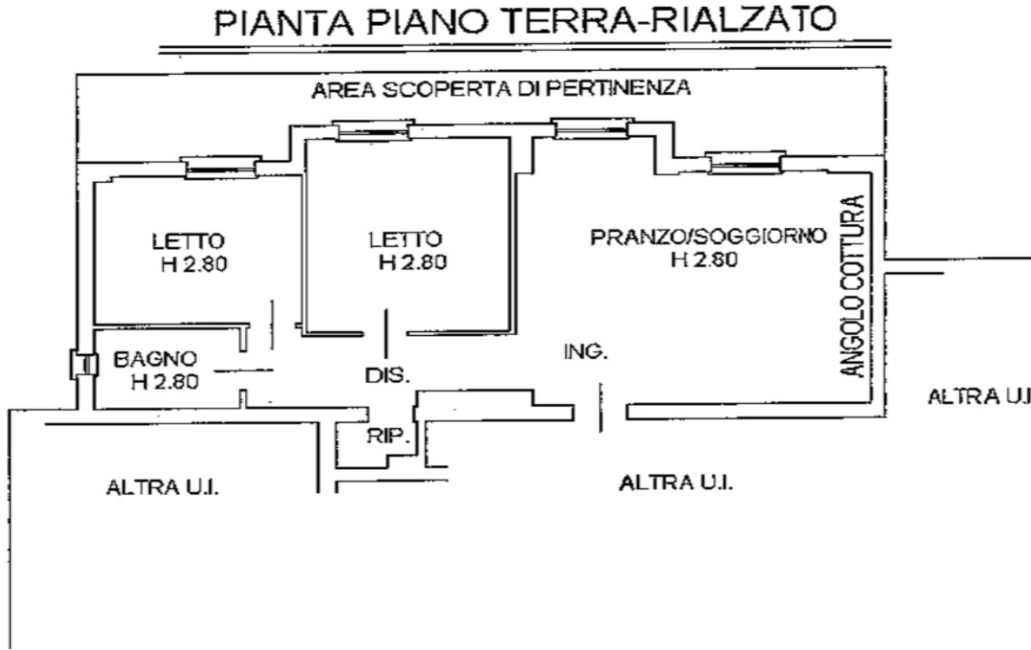 PIANTA PIANO TERRA-RIALZATO
AREA SCOPERTA DI PERTINENZA
LETTO
H 2.80
LETTO
H 2.80
PRANZO/SOGGIORNO
H 2.80
ANGOLO COTTURA
BAGNO
H 2.80
DIS.
ING.
RIP.
ALTRA U.I
ALTRA U.I.
ALTRA U.I.